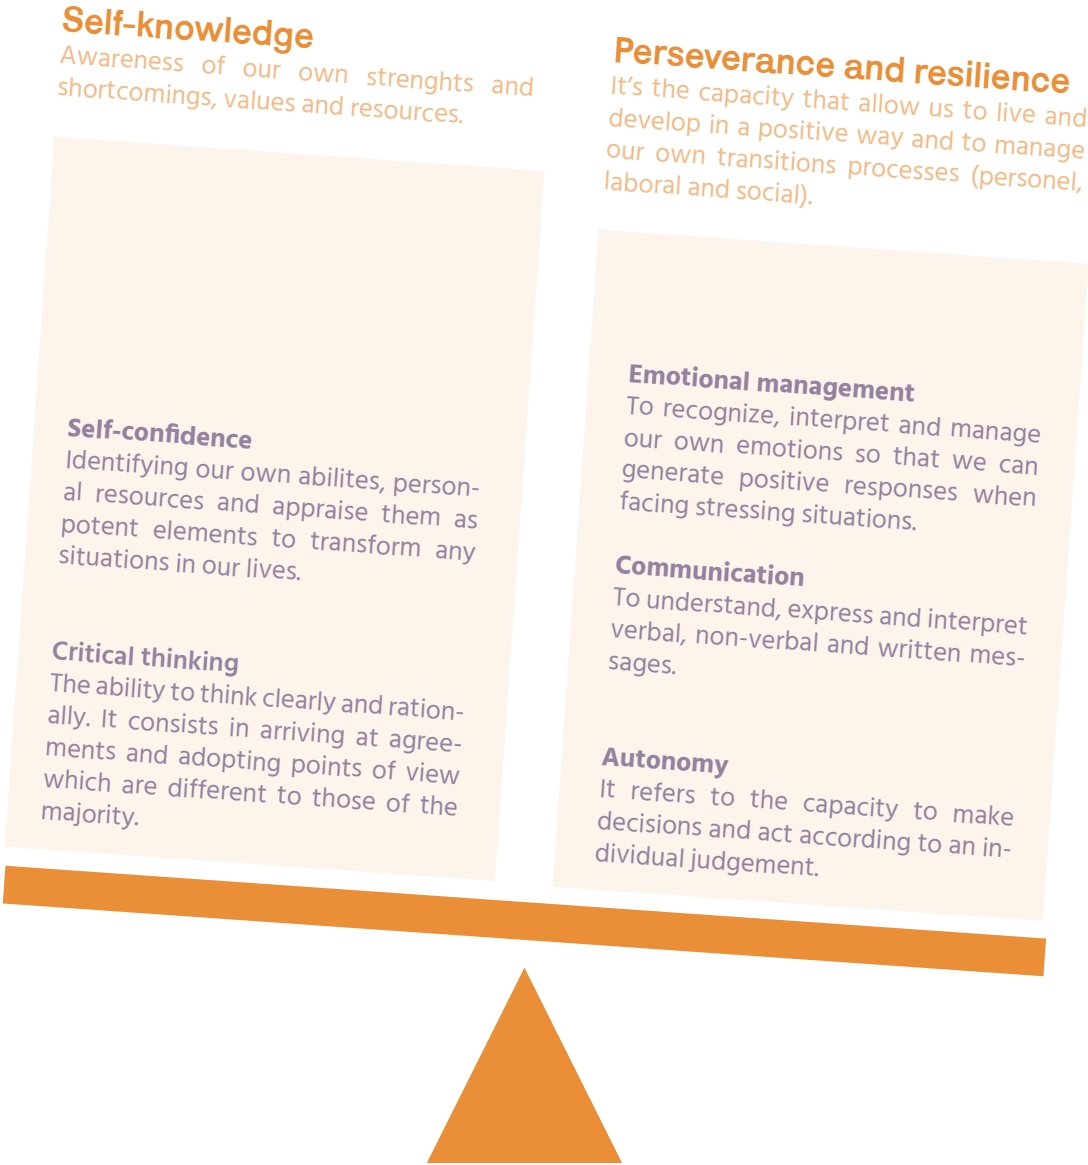 Self-knowledge
Awareness of our own strenghts and
shortcomings, values and resources.
Self-confidence
Identifying our own abilites, person-
al resources and appraise them as
potent elements to transform any
situations in our lives.
Critical thinking
The ability to think clearly and ration-
ally. It consists in arriving at agree-
ments and adopting points of view
which are different to those of the
majority.
Perseverance and resilience
It’s the capacity that allow us to live and
develop in a positive way and to manage
our own transitions processes (personel,
laboral and social).
Emotional management
To recognize, interpret and manage
our own emotions so that we can
generate positive responses when
facing stressing situations.
Communication
To understand, express and interpret
verbal, non-verbal and written mes-
sages.
Autonomy
It refers to the capacity to make
decisions and act according to an in-
dividual judgement.